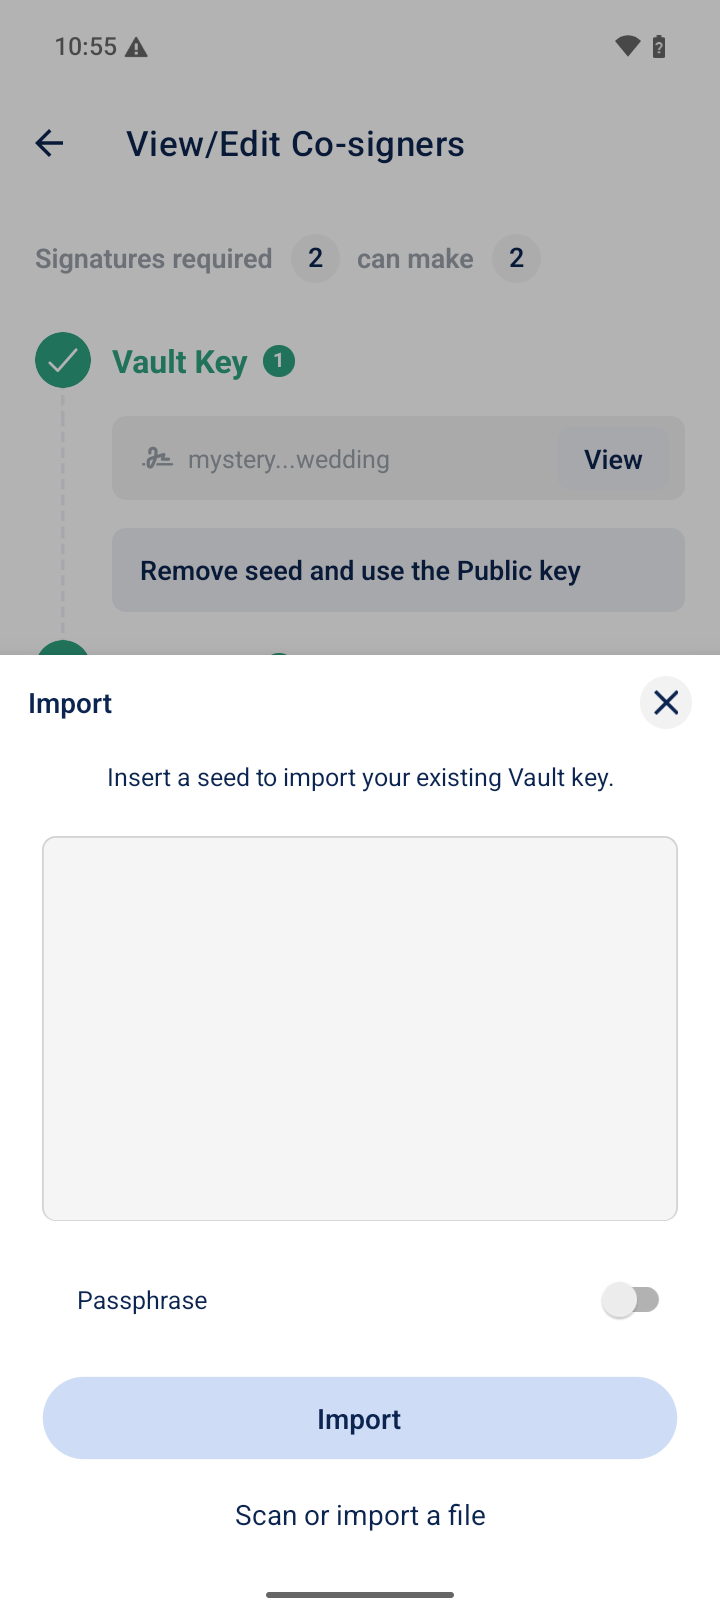 10:55
View/Edit Co-signers
Signatures required 2 can make 2
Vault Key 1
mystery...wedding View
Remove seed and use the Public key
Import
Insert a seed to import your existing Vault key.
Passphrase
Import
Scan or import a file